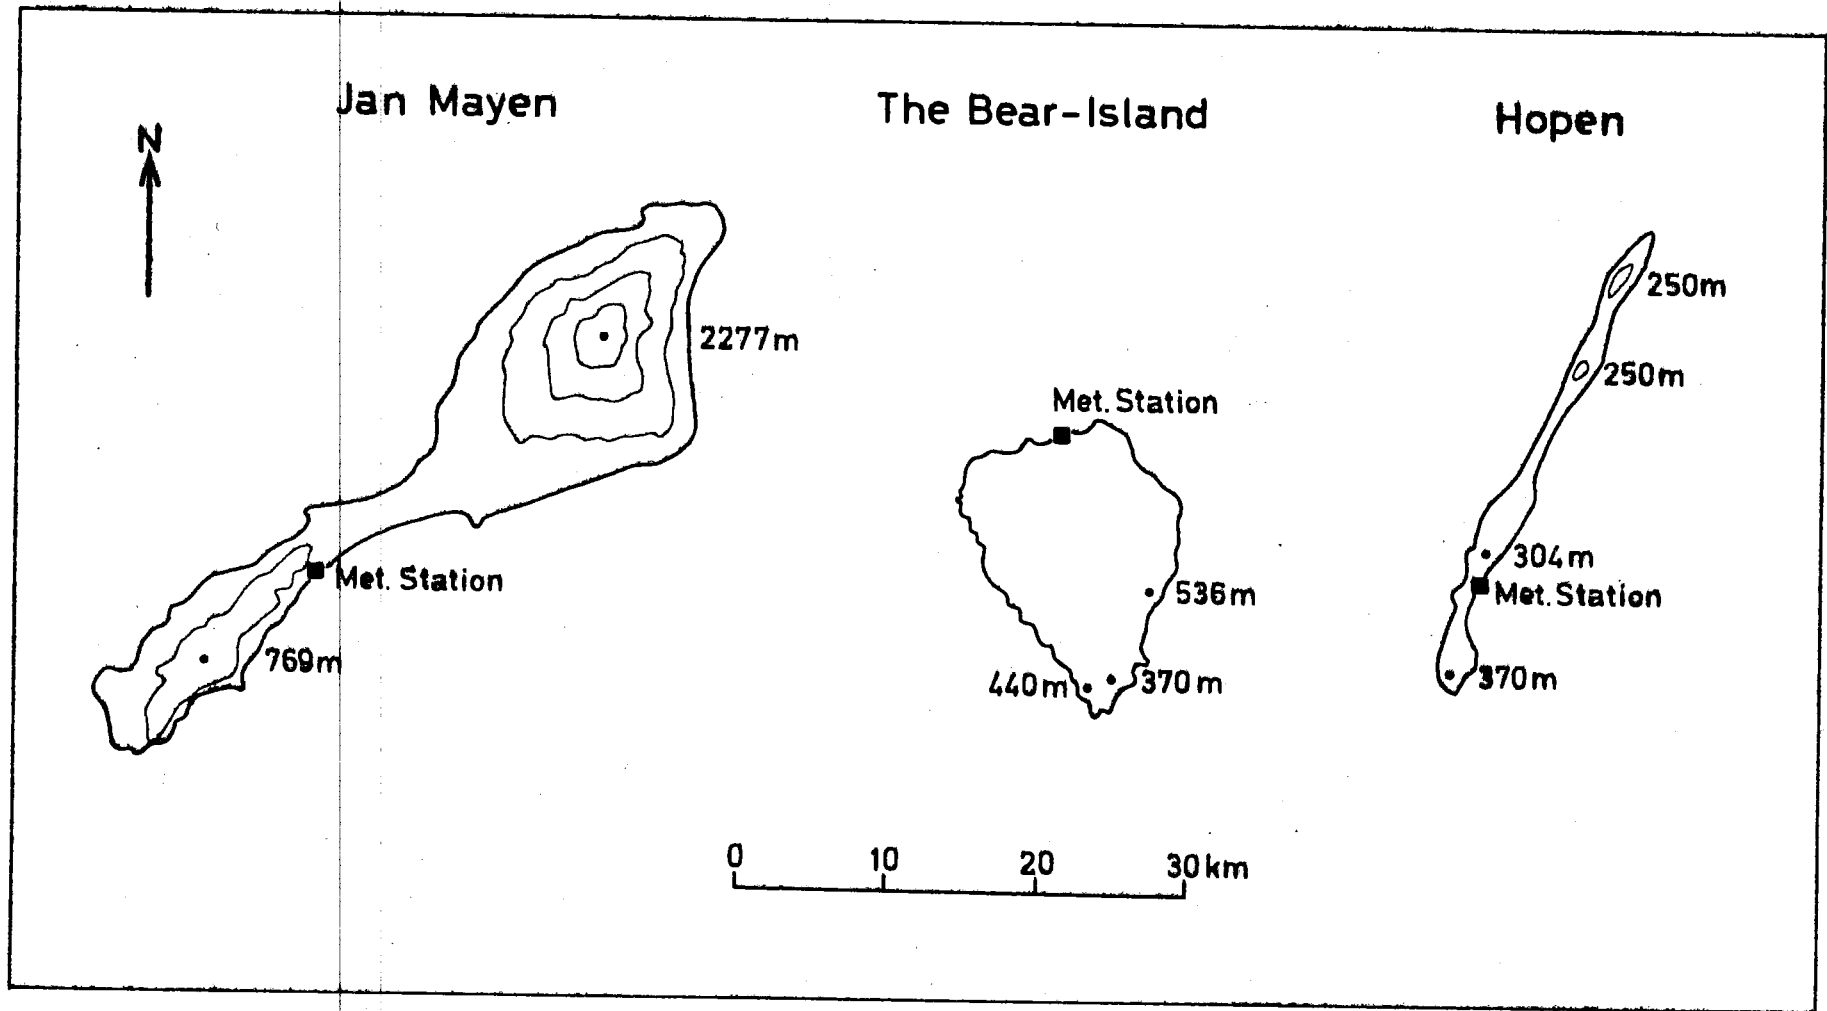 Jan Mayen
The Bear-Island
Hopen
N
2277m
Met. Station
769m
Met. Station
536m
440m
370m
250m
250m
304m
Met. Station
370m
0 10 20 30km